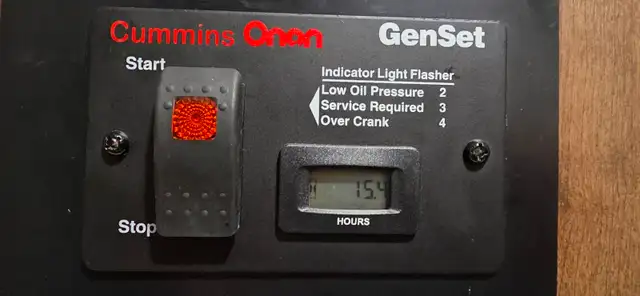 Cummins Onan
GenSet
Start
Indicator Light Flasher
Low Oil Pressure 2
Service Required 3
Over Crank 4
H 15.4
HOURS
Stop